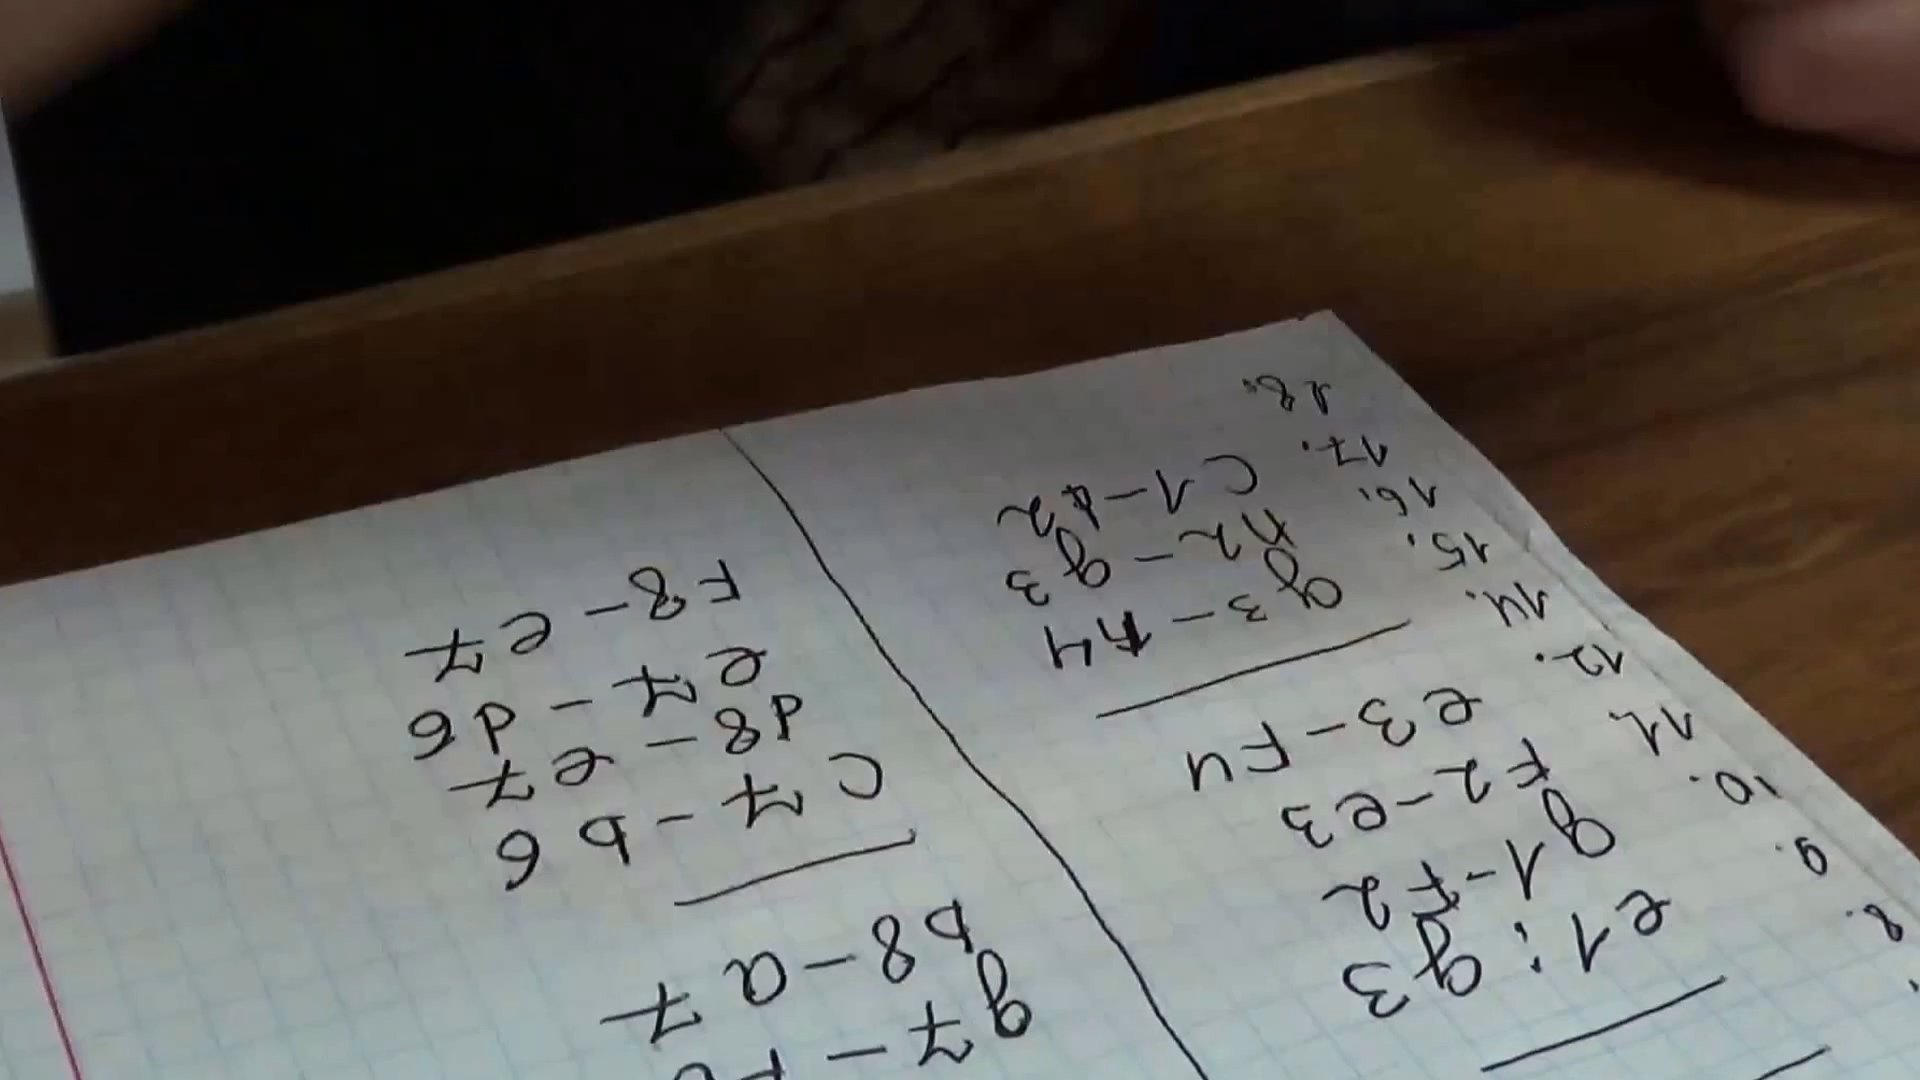 8. —
9. e1 : g3
10. g1 - F2 g7 -
11. F2 - e3 b8 - a7
12. e3 - F4 —
14. — c7 - b6
15. g3 - h4 d8 - e7
16. h2 - g3 e7 - d6
17. c1 - d2 F8 - e7
18.